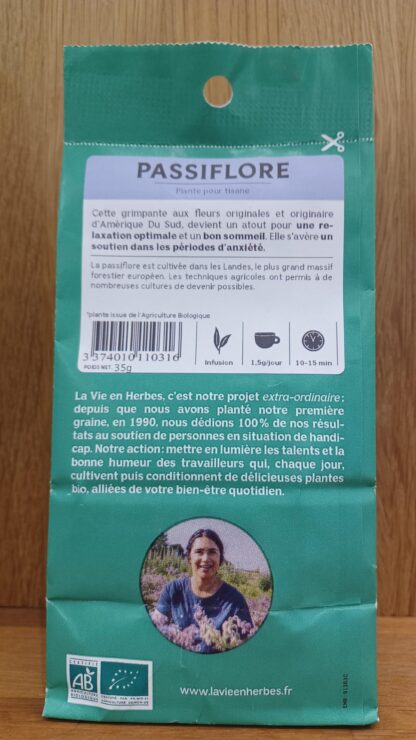 PASSIFLORE
Plante pour tisane
Cette grimpante aux fleurs originales et originaire
d'Amérique Du Sud, devient un atout pour une re-
laxation optimale et un bon sommeil. Elle s'avère un
soutien dans les périodes d'anxiété.
La passiflore est cultivée dans les Landes, le plus grand massif
forestier européen. Les techniques agricoles ont permis à de
nombreuses cultures de devenir possibles.
*plante issue de l'Agriculture Biologique
3 374010 110316
POIDS NET: 35g
Infusion
1,5g/jour
10-15 min
La Vie en Herbes, c'est notre projet extra-ordinaire :
depuis que nous avons planté notre première
graine, en 1990, nous dédions 100% de nos résul-
tats au soutien de personnes en situation de handi-
cap. Notre action : mettre en lumière les talents et la
bonne humeur des travailleurs qui, chaque jour,
cultivent puis conditionnent de délicieuses plantes
bio, alliées de votre bien-être quotidien.
CERTIFIÉ
AB
AGRICULTURE
BIOLOGIQUE
www.lavieenherbes.fr